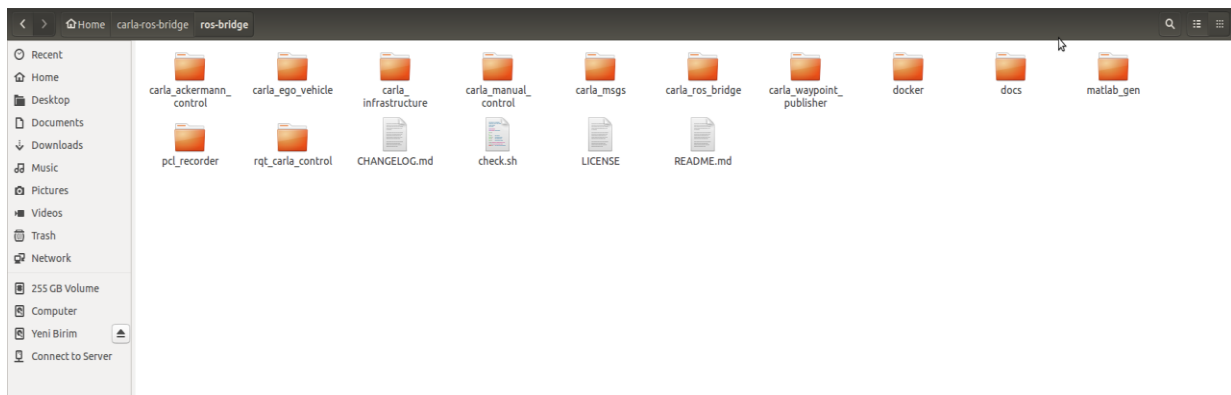 Home carla-ros-bridge ros-bridge
Recent
Home
Desktop
Documents
Downloads
Music
Pictures
Videos
Trash
Network
255 GB Volume
Computer
Yeni Birim
Connect to Server
carla_ackermann_
control
carla_ego_vehicle
carla_
infrastructure
carla_manual_
control
carla_msgs
carla_ros_bridge
carla_waypoint_
publisher
docker
docs
matlab_gen
pcl_recorder
rqt_carla_control
CHANGELOG.md
check.sh
LICENSE
README.md